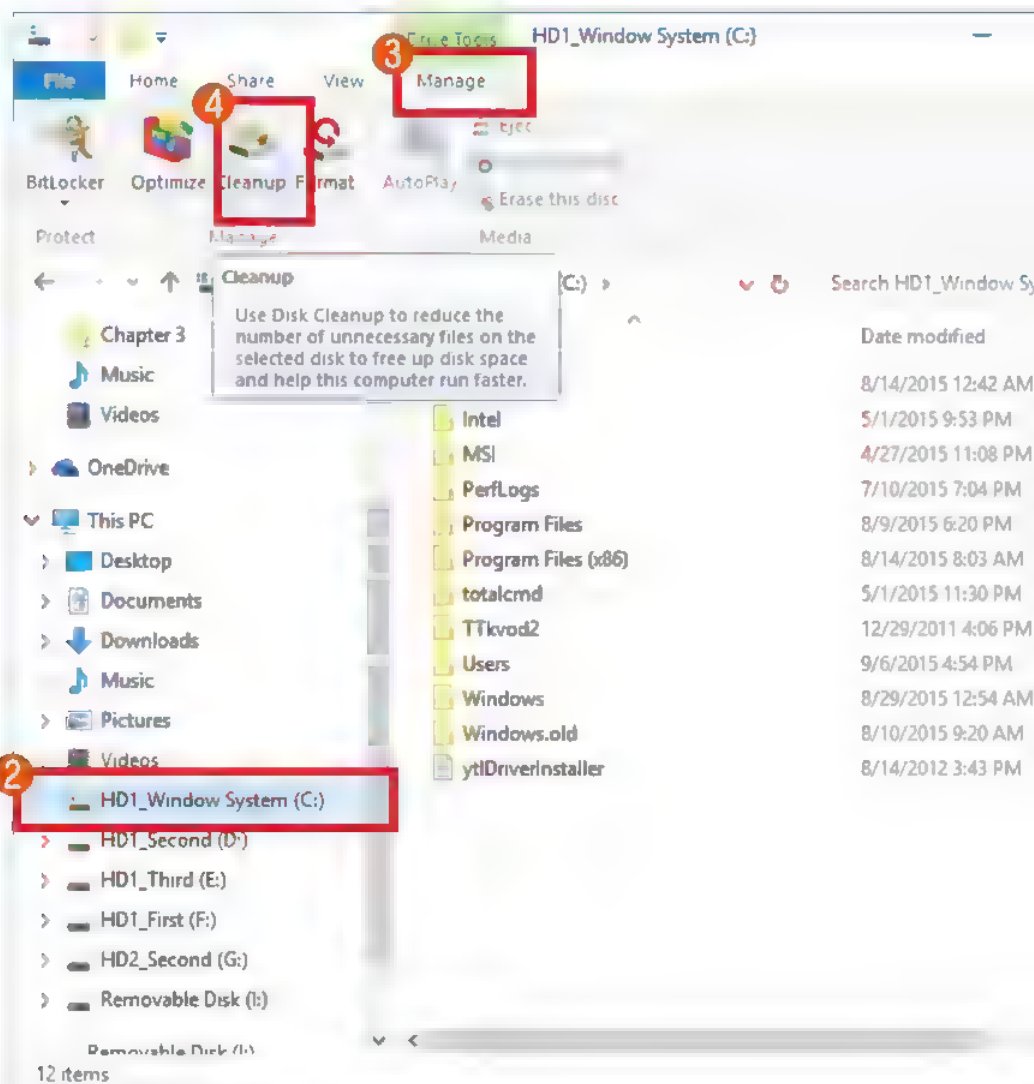 Drive Tools
HD1_Window System (C:)
3
File
Home
Share
View
Manage
4
BitLocker
Optimize
Cleanup
Format
AutoPlay
Eject
Erase this disc
Protect
Manage
Media
(C:)
Search HD1_Window Sy
Cleanup
Use Disk Cleanup to reduce the
number of unnecessary files on the
selected disk to free up disk space
and help this computer run faster.
Chapter 3
Music
Videos
OneDrive
This PC
Desktop
Documents
Downloads
Music
Pictures
Videos
2
HD1_Window System (C:)
HD1_Second (D:)
HD1_Third (E:)
HD1_First (F:)
HD2_Second (G:)
Removable Disk (I:)
Removable Disk (I:)
12 items
Date modified
8/14/2015 12:42 AM
Intel 5/1/2015 9:53 PM
MSI 4/27/2015 11:08 PM
PerfLogs 7/10/2015 7:04 PM
Program Files 8/9/2015 6:20 PM
Program Files (x86) 8/14/2015 8:03 AM
totalcmd 5/1/2015 11:30 PM
TTkvod2 12/29/2011 4:06 PM
Users 9/6/2015 4:54 PM
Windows 8/29/2015 12:54 AM
Windows.old 8/10/2015 9:20 AM
ytlDriverInstaller 8/14/2012 3:43 PM